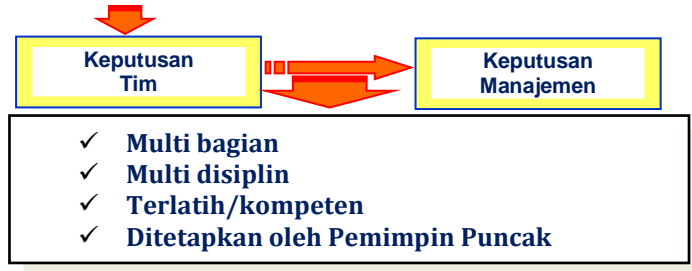 Keputusan
Tim
Keputusan
Manajemen
✓ Multi bagian
✓ Multi disiplin
✓ Terlatih/kompeten
✓ Ditetapkan oleh Pemimpin Puncak